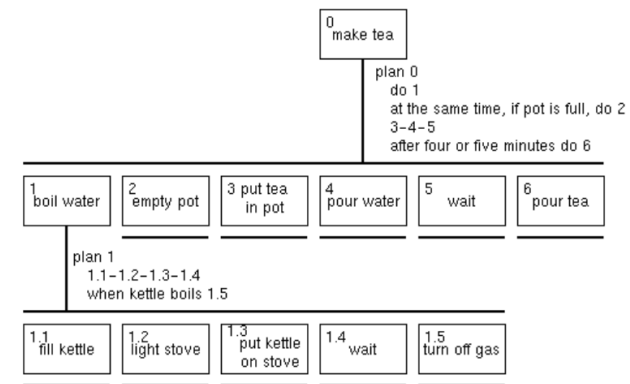 0
make tea
plan 0
do 1
at the same time, if pot is full, do 2
3-4-5
after four or five minutes do 6
1
boil water
2
empty pot
3 put tea
in pot
4
pour water
5
wait
6
pour tea
plan 1
1.1-1.2-1.3-1.4
when kettle boils 1.5
1.1
fill kettle
1.2
light stove
1.3
put kettle
on stove
1.4
wait
1.5
turn off gas